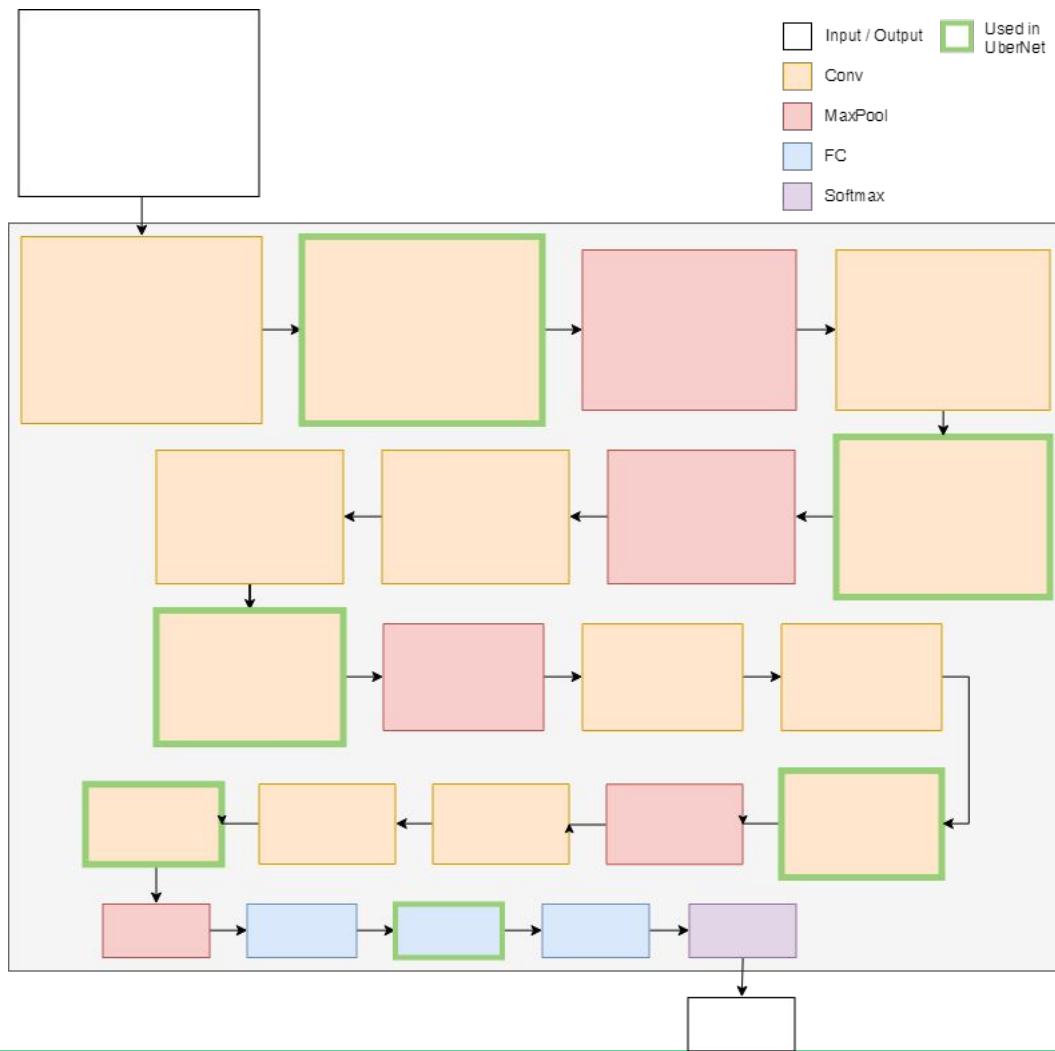 Input / Output
Used in
UberNet
Conv
MaxPool
FC
Softmax